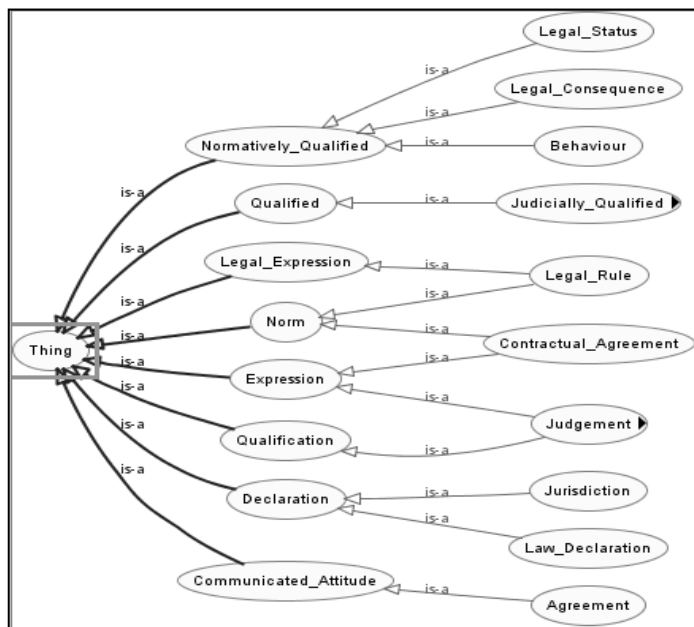 Legal_Status
is-a
Legal_Consequence
is-a
Normatively_Qualified
is-a
Behaviour
is-a
Qualified
is-a
Judicially_Qualified
is-a
Legal_Expression
is-a
Legal_Rule
is-a
is-a
Norm
is-a
Thing
is-a
Contractual_Agreement
is-a
Expression
is-a
is-a
is-a
Judgement
Qualification
is-a
is-a
Declaration
is-a
Jurisdiction
is-a
Law_Declaration
Communicated_Attitude
is-a
Agreement